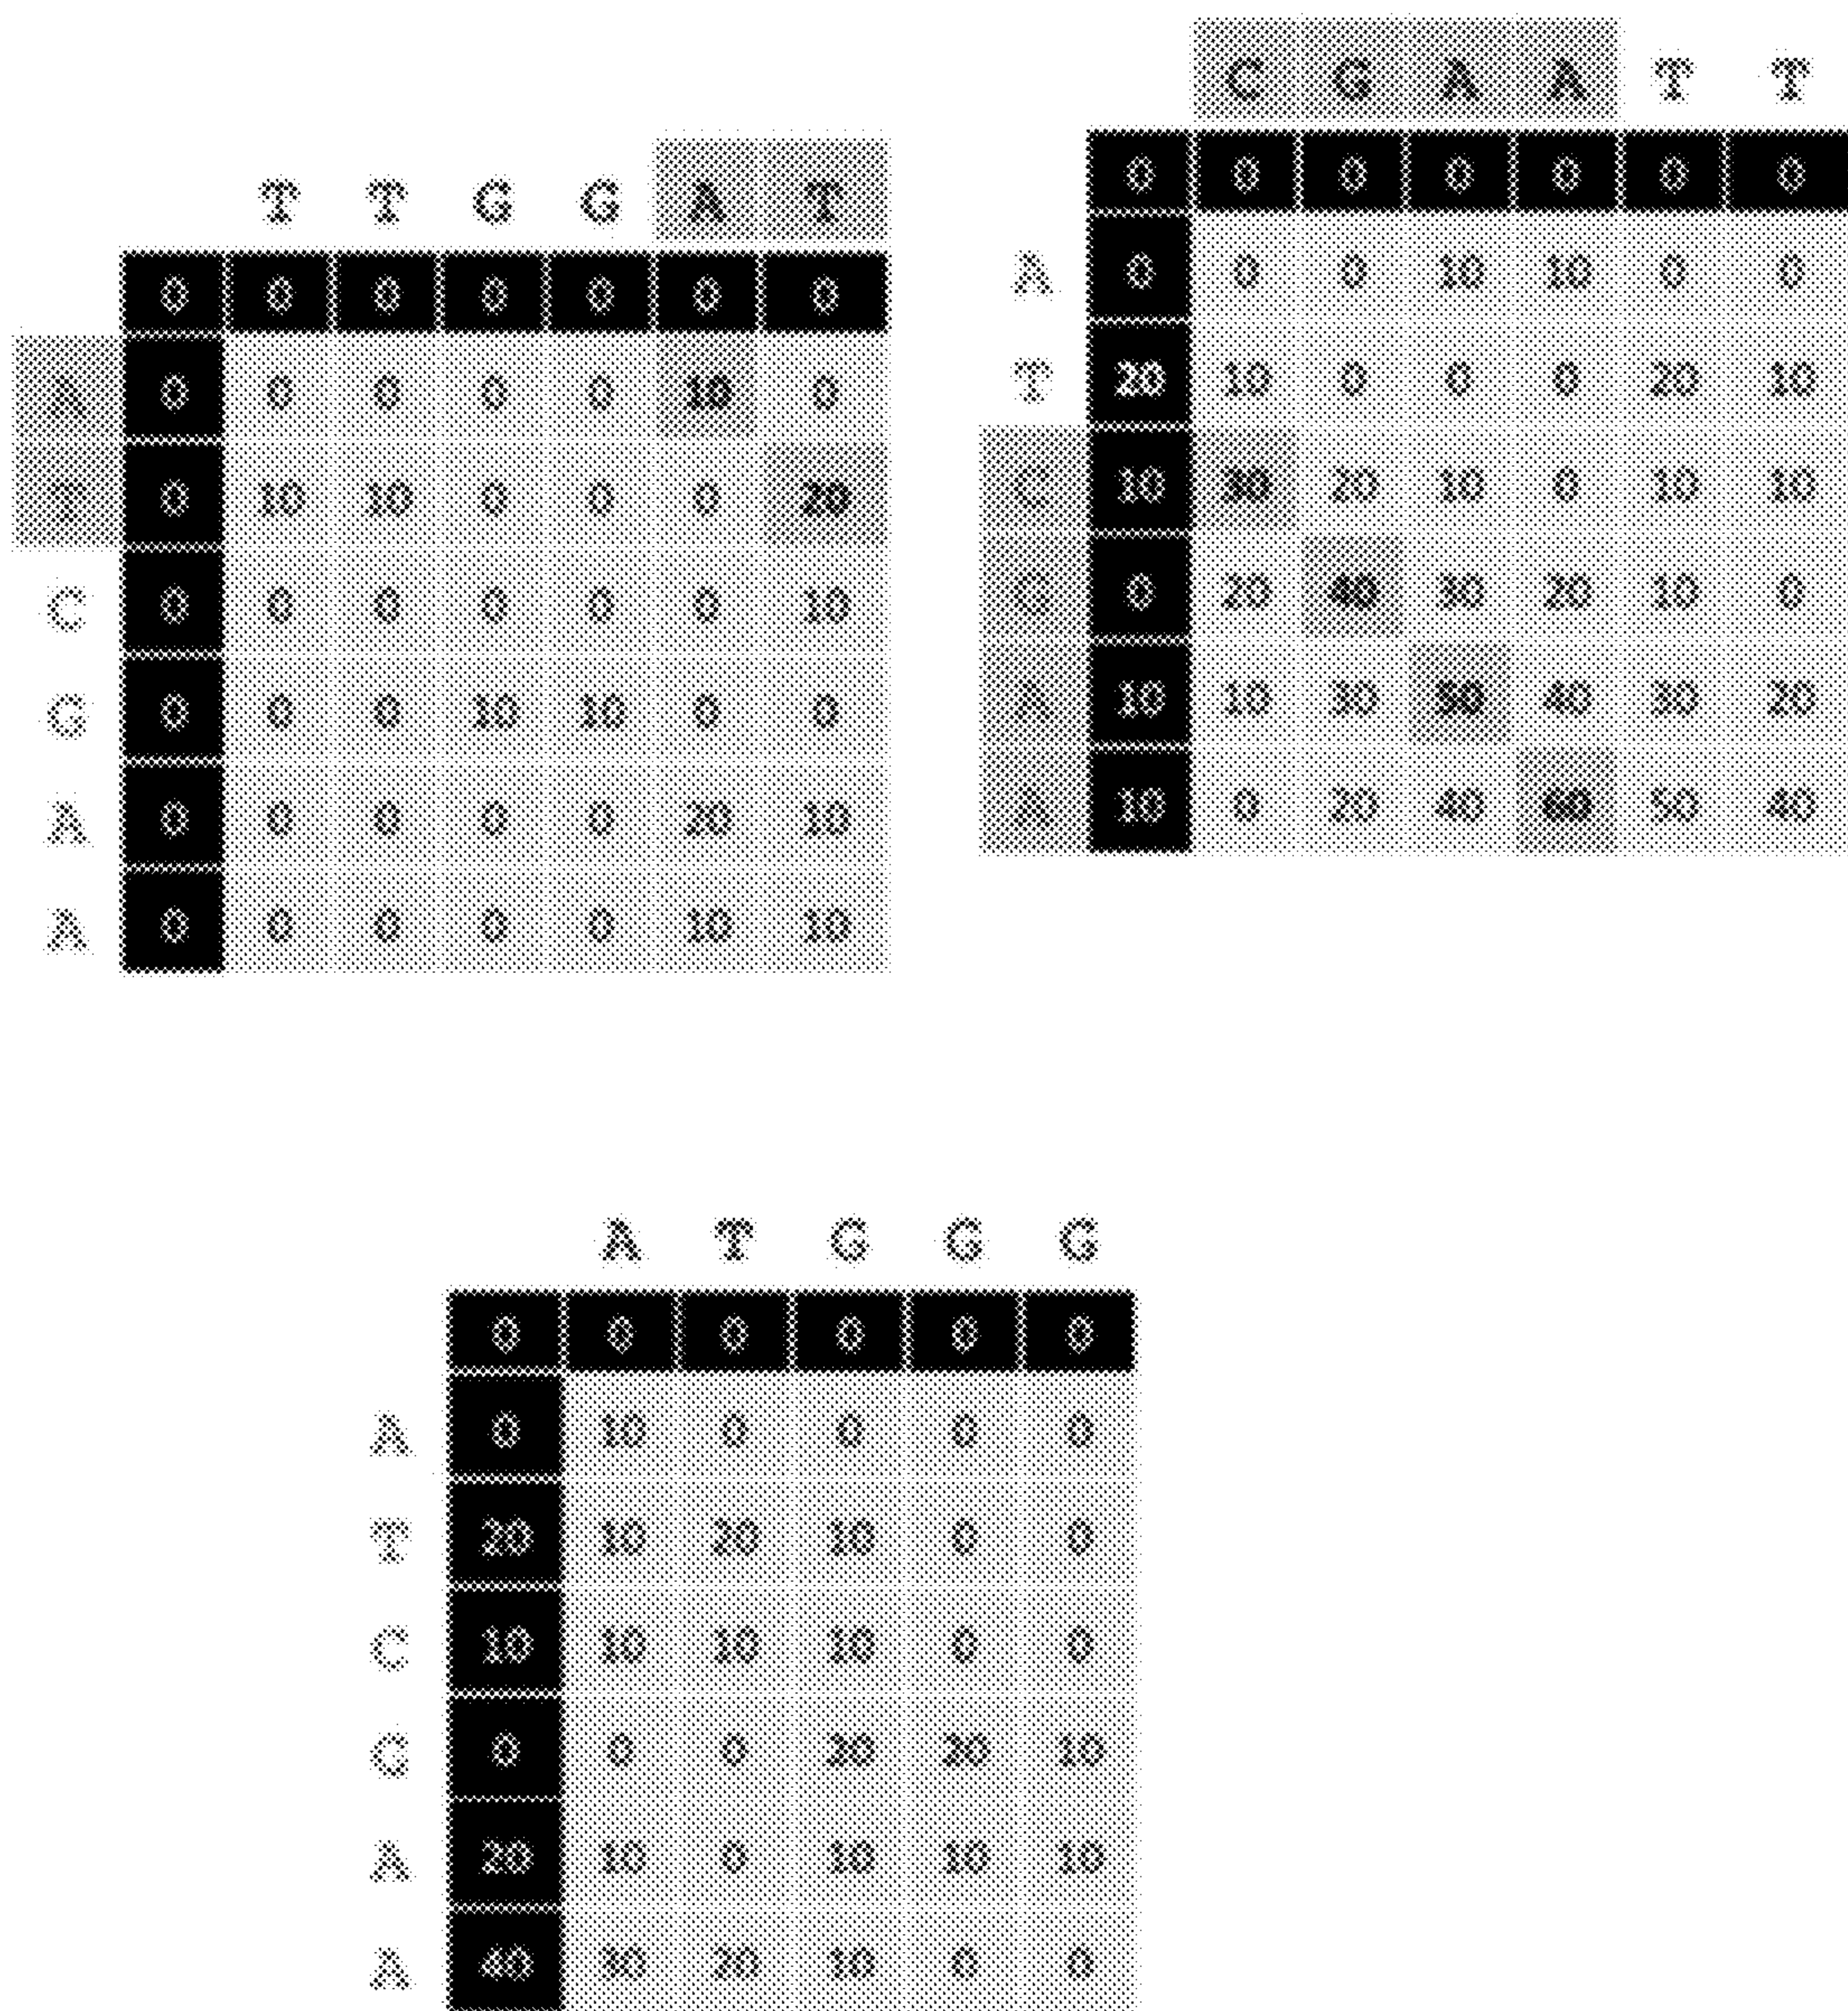 T T G G A T
0 0 0 0 0 0 0
A 0 0 0 0 0 10 0
T 0 10 10 0 0 0 20
C 0 0 0 0 0 0 10
G 0 0 0 10 10 0 0
A 0 0 0 0 0 20 10
A 0 0 0 0 0 10 10
C G A A T T
0 0 0 0 0 0 0
A 0 0 0 10 10 0 0
T 20 10 0 0 0 20 10
C 10 30 20 10 0 10 10
G 0 20 40 30 20 10 0
A 10 10 30 50 40 30 20
A 10 0 20 40 60 50 40
A T G G G
0 0 0 0 0 0
A 0 10 0 0 0 0
T 20 10 20 10 0 0
C 10 10 10 10 0 0
G 0 0 0 20 20 10
A 20 10 0 10 10 10
A 40 30 20 10 0 0